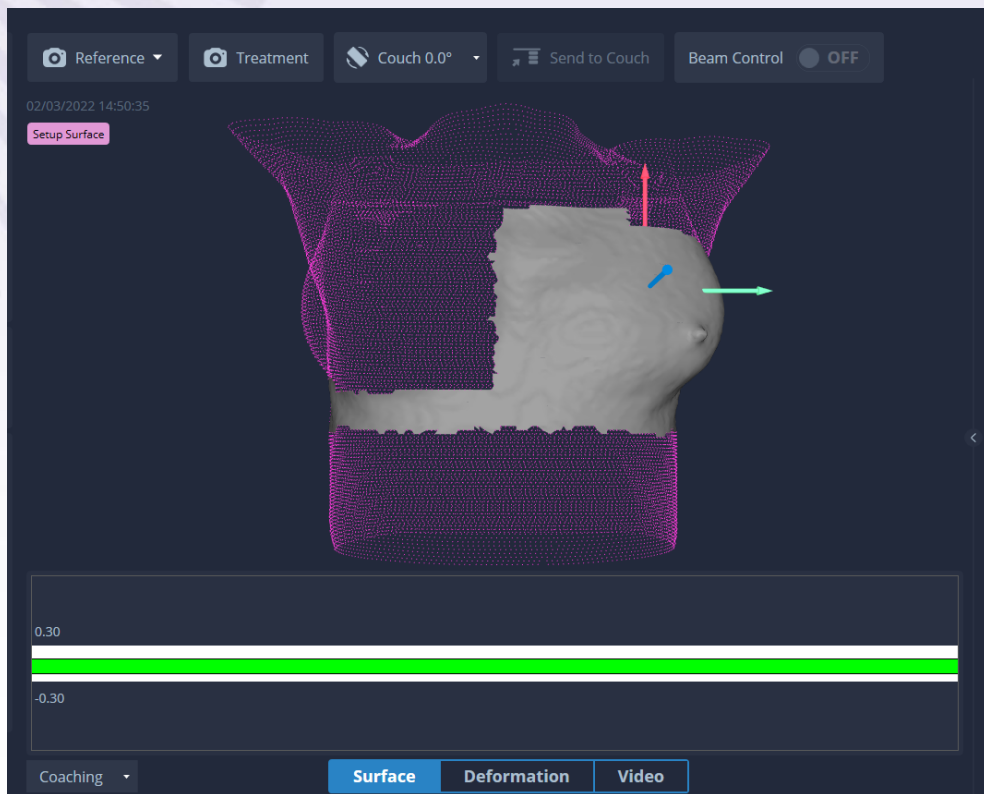 Reference
Treatment
Couch 0.0°
Send to Couch
Beam Control
OFF
02/03/2022 14:50:35
Setup Surface
0.30
-0.30
Coaching
Surface
Deformation
Video